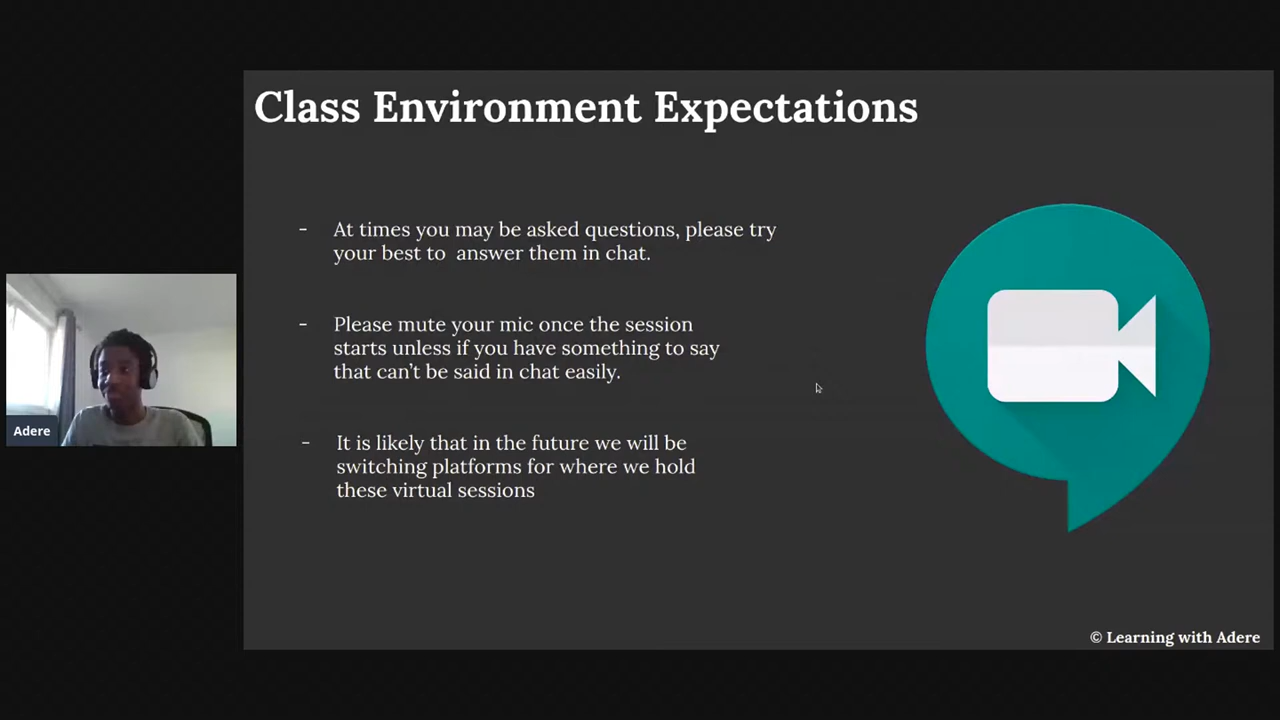 Class Environment Expectations
- At times you may be asked questions, please try
your best to  answer them in chat.
- Please mute your mic once the session
starts unless if you have something to say
that can't be said in chat easily.
- It is likely that in the future we will be
switching platforms for where we hold
these virtual sessions
Adere
© Learning with Adere